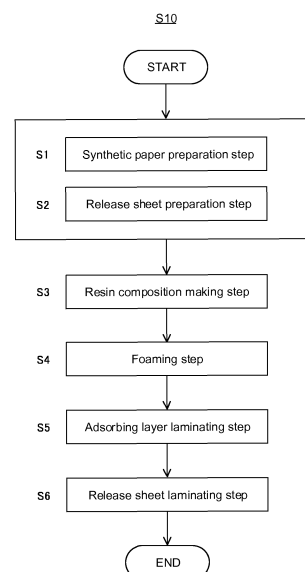 S10
START
S1 Synthetic paper preparation step
S2 Release sheet preparation step
S3 Resin composition making step
S4 Foaming step
S5 Adsorbing layer laminating step
S6 Release sheet laminating step
END